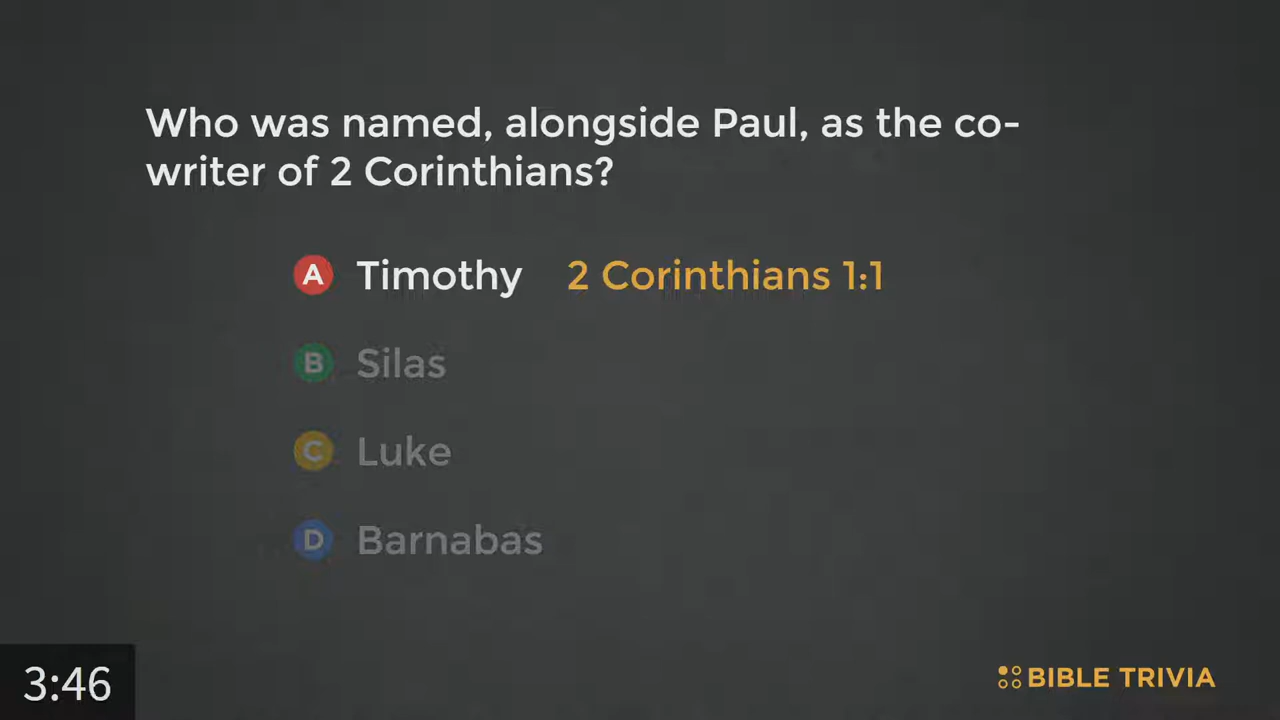 Who was named, alongside Paul, as the co-
writer of 2 Corinthians?
A Timothy 2 Corinthians 1:1
B Silas
C Luke
D Barnabas
3:46
BIBLE TRIVIA